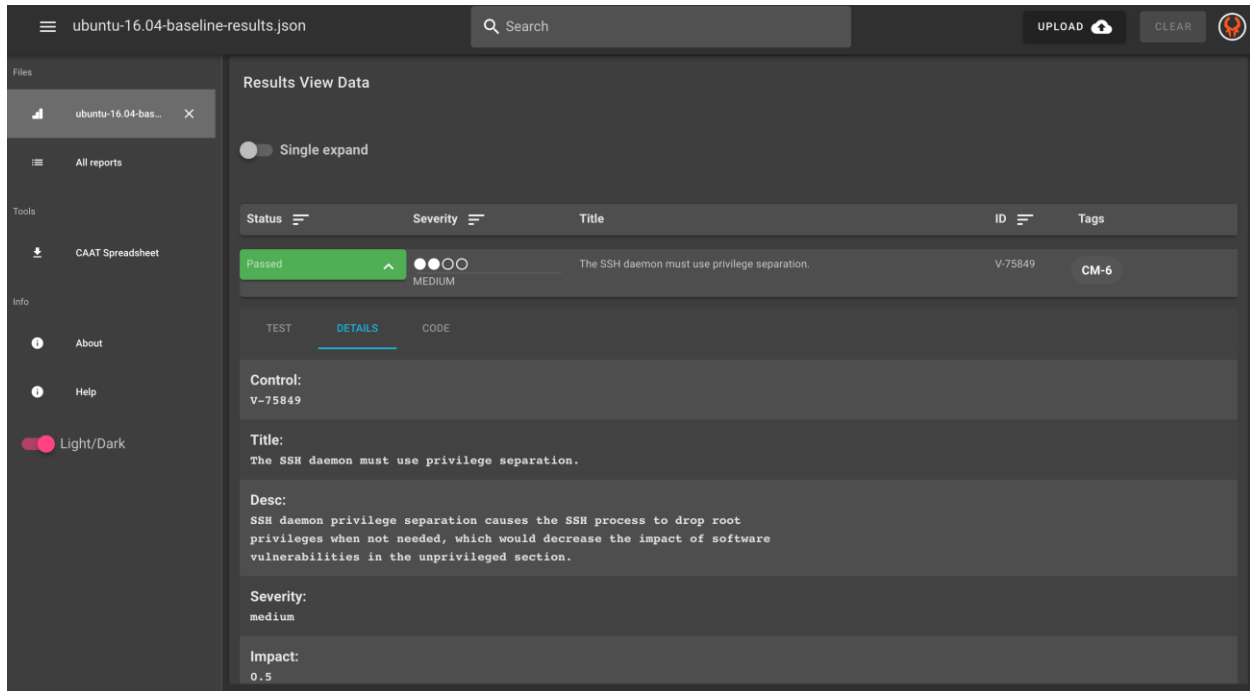 ubuntu-16.04-baseline-results.json
Search
UPLOAD
CLEAR
Files
ubuntu-16.04-bas...
All reports
Tools
CAAT Spreadsheet
Info
About
Help
Light/Dark
Results View Data
Single expand
Status Severity Title ID Tags
Passed MEDIUM The SSH daemon must use privilege separation. V-75849 CM-6
TEST DETAILS CODE
Control:
V-75849
Title:
The SSH daemon must use privilege separation.
Desc:
SSH daemon privilege separation causes the SSH process to drop root
privileges when not needed, which would decrease the impact of software
vulnerabilities in the unprivileged section.
Severity:
medium
Impact:
0.5